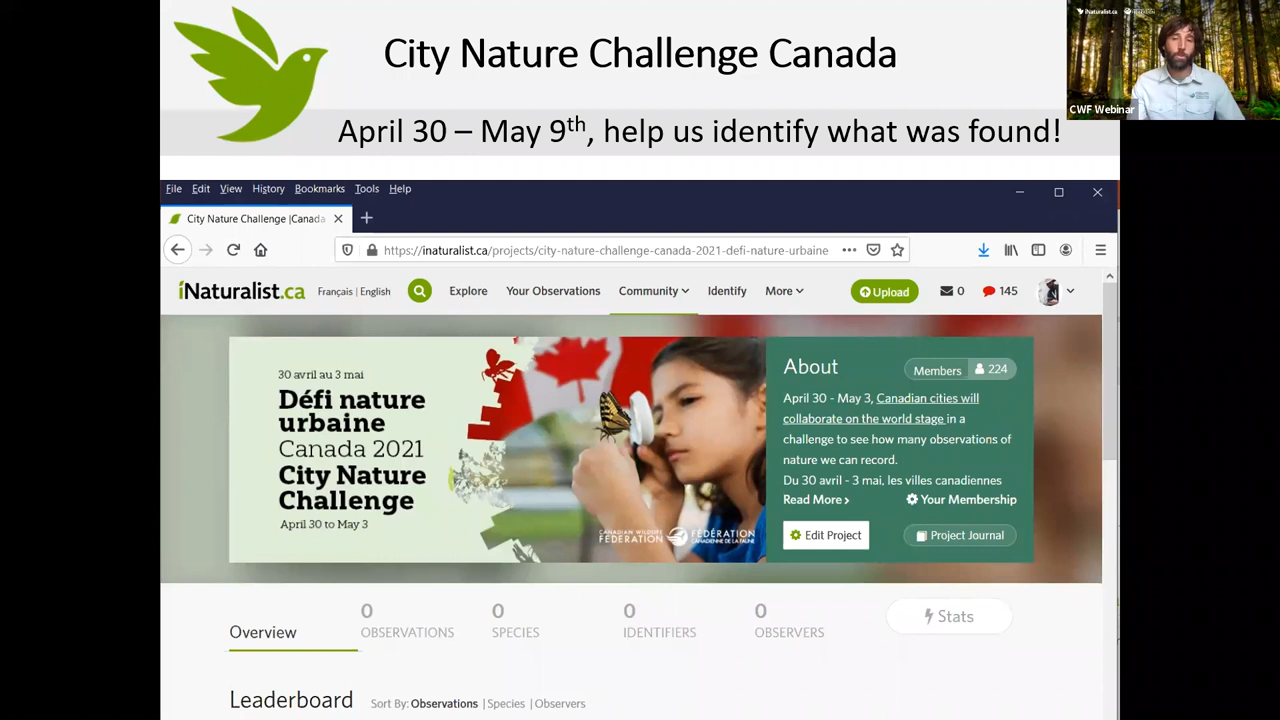 City Nature Challenge Canada
April 30 – May 9th, help us identify what was found!
iNaturalist.ca
CWF Webinar
File Edit View History Bookmarks Tools Help
City Nature Challenge |Canada
https://inaturalist.ca/projects/city-nature-challenge-canada-2021-defi-nature-urbaine
iNaturalist.ca Français | English Explore Your Observations Community Identify More Upload 0 145
30 avril au 3 mai
Défi nature
urbaine
Canada 2021
City Nature
Challenge
April 30 to May 3
CANADIAN WILDLIFE
FEDERATION
FÉDÉRATION
CANADIENNE DE LA FAUNE
About
Members 224
April 30 - May 3, Canadian cities will
collaborate on the world stage in a
challenge to see how many observations of
nature we can record.
Du 30 avril - 3 mai, les villes canadiennes
Read More › Your Membership
Edit Project Project Journal
Overview
0 OBSERVATIONS
0 SPECIES
0 IDENTIFIERS
0 OBSERVERS
Stats
Leaderboard Sort By: Observations | Species | Observers